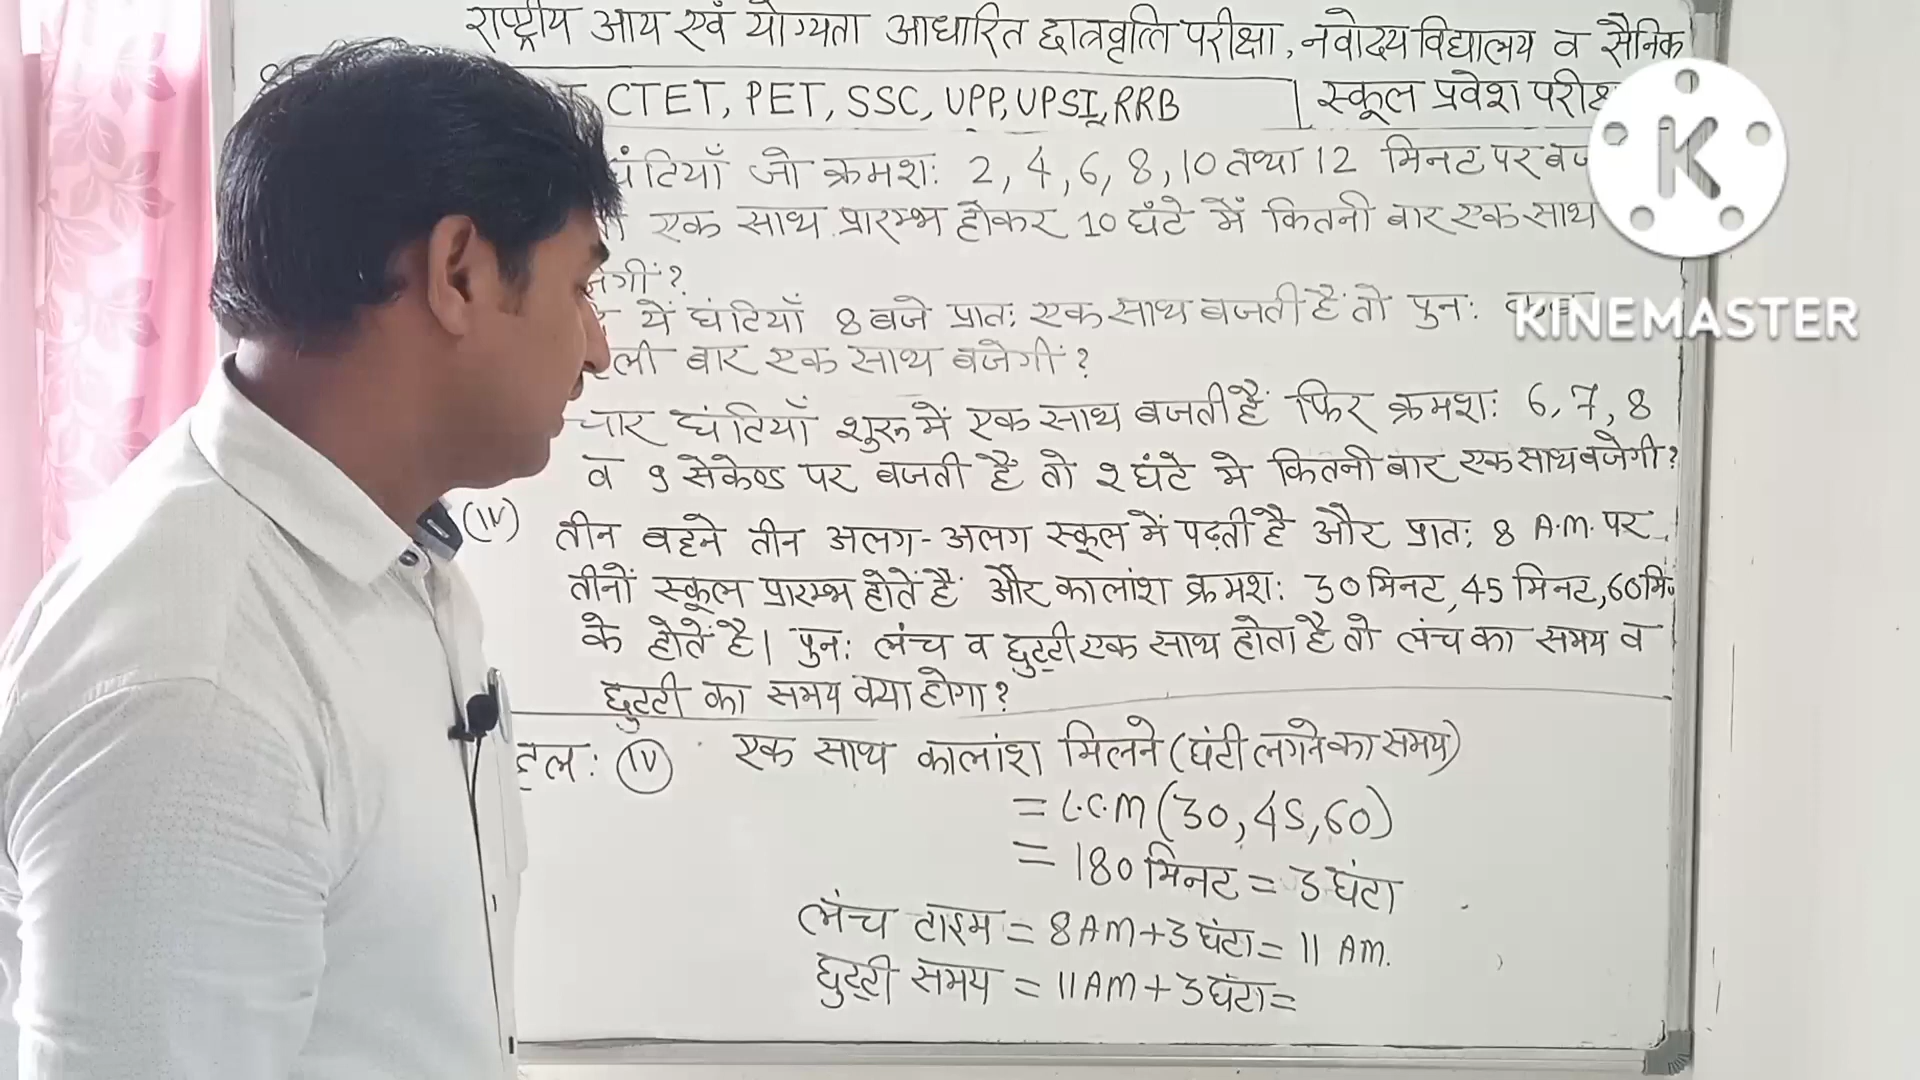 राष्ट्रीय आय एवं योग्यता आधारित छात्रवृत्ति परीक्षा, नवोदय विद्यालय व सैनिक
CTET, PET, SSC, UPP, UPSI, RRB | स्कूल प्रवेश
घंटियाँ जो क्रमशः 2, 4, 6, 8, 10 तथा 12 मिनट पर
एक साथ प्रारम्भ होकर 10 घंटे में कितनी बार एक साथ
ये घंटियाँ 8 बजे प्रातः एक साथ बजती हैं तो पुनः
बार एक साथ बजेगीं?
चार घंटियाँ शुरू में एक साथ बजती हैं फिर क्रमशः 6, 7, 8
व 9 सेकेण्ड पर बजती हैं तो 2 घंटे मे कितनी बार एक साथ बजेगी?
(IV) तीन बहने तीन अलग-अलग स्कूल में पढ़ती है और प्रातः 8 A.M. पर
तीनों स्कूल प्रारम्भ होतें हैं और कालांश क्रमशः 30 मिनट, 45 मिनट, 60 मि०
के होतें है। पुनः लंच व छुट्टी एक साथ होता है तो लंच का समय व
छुट्टी का समय क्या होगा?
हल: (IV) एक साथ कालांश मिलने (घंटी लगने का समय)
= L.C.M (30, 45, 60)
= 180 मिनट = 3 घंटा
लंच टाइम = 8 AM + 3 घंटा = 11 AM.
छुट्टी समय = 11 AM + 3 घंटा =
K
KINEMASTER